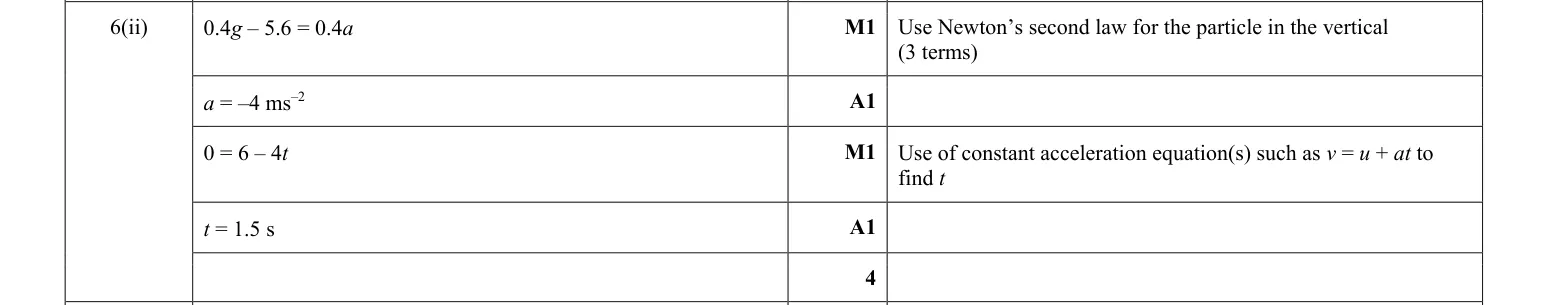 6(ii) 0.4g – 5.6 = 0.4a M1 Use Newton's second law for the particle in the vertical
(3 terms)
a = –4 ms⁻² A1
0 = 6 – 4t M1 Use of constant acceleration equation(s) such as v = u + at to
find t
t = 1.5 s A1
4